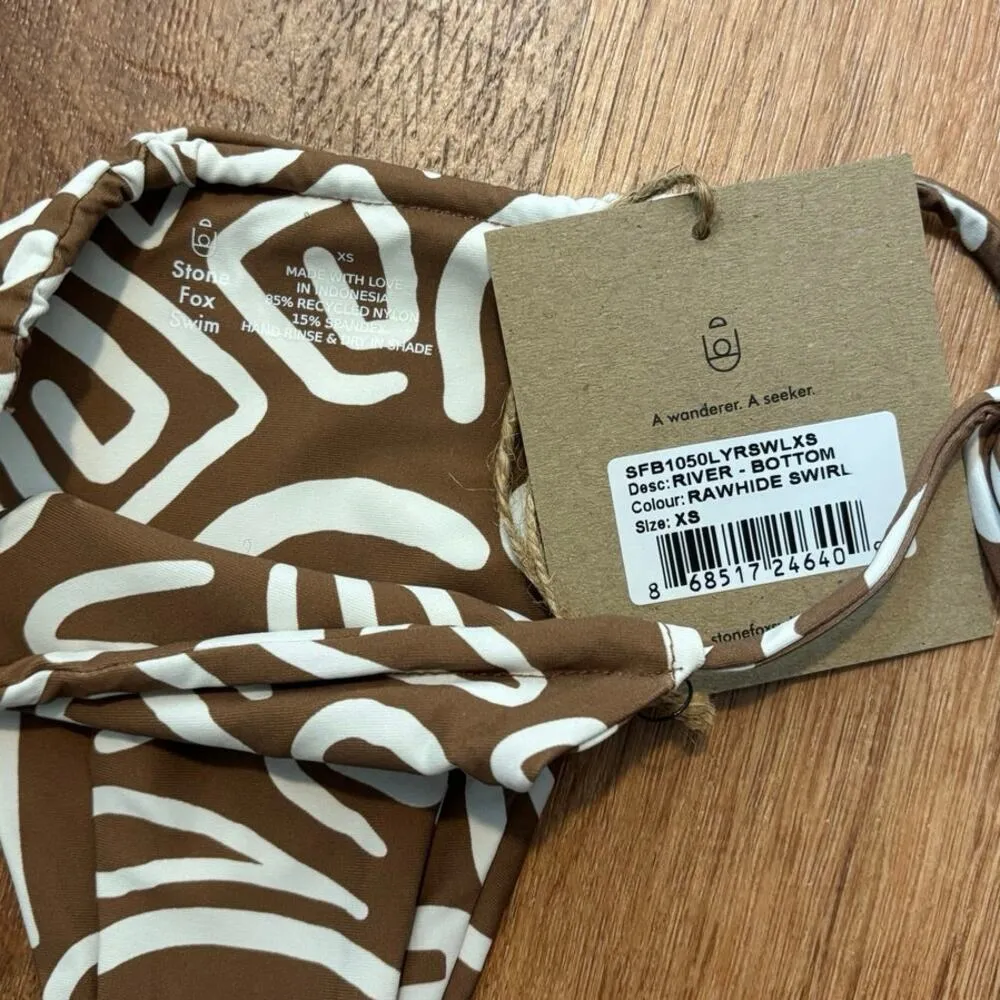 Stone
Fox
Swim
XS
MADE WITH LOVE
IN INDONESIA
85% RECYCLED NYLON
15% SPANDEX
HAND RINSE & DRY IN SHADE
A wanderer. A seeker.
SFB1050LYRSWLXS
Desc: RIVER - BOTTOM
Colour: RAWHIDE SWIRL
Size: XS
8 68517 24640